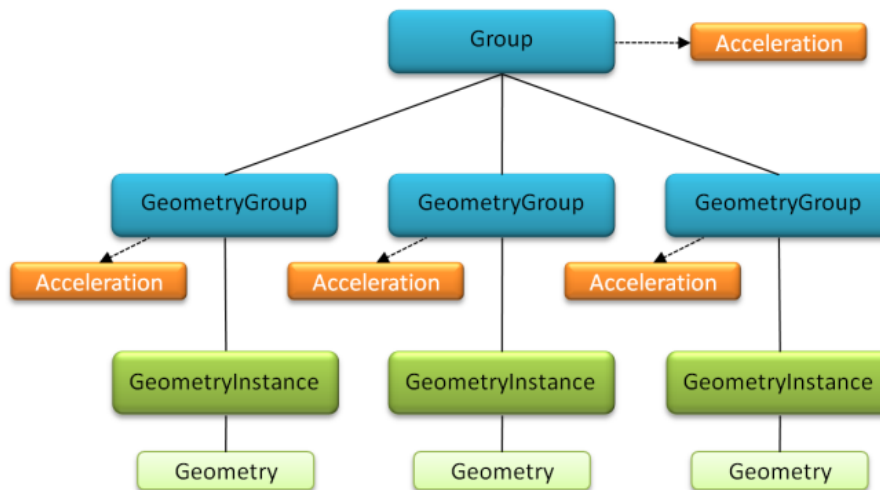 Group
Acceleration
GeometryGroup
GeometryGroup
GeometryGroup
Acceleration
Acceleration
Acceleration
GeometryInstance
GeometryInstance
GeometryInstance
Geometry
Geometry
Geometry